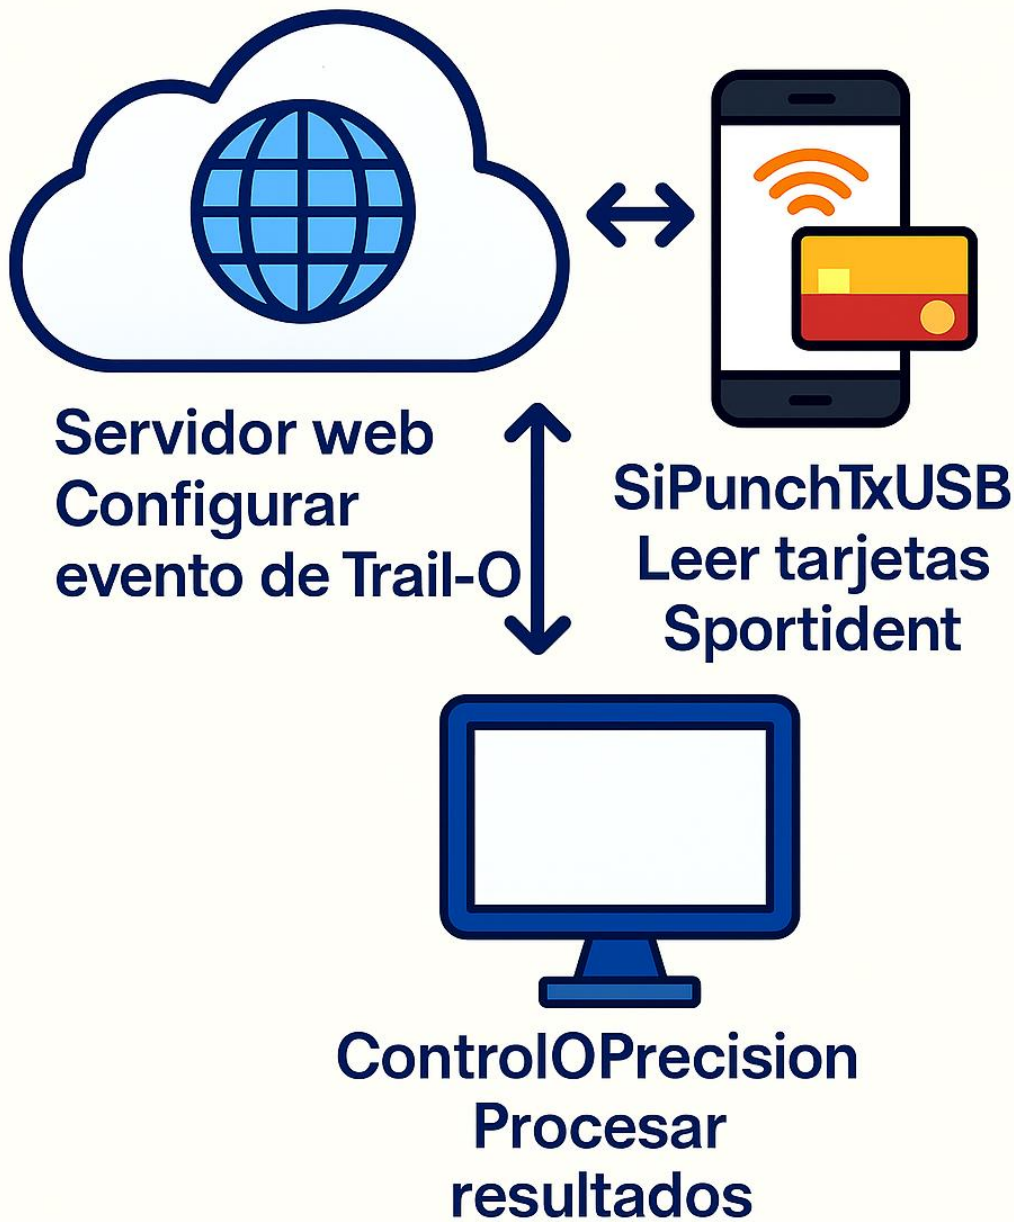 Servidor web
Configurar
evento de Trail-O
SiPunchTxUSB
Leer tarjetas
Sportident
ControlOPrecision
Procesar
resultados